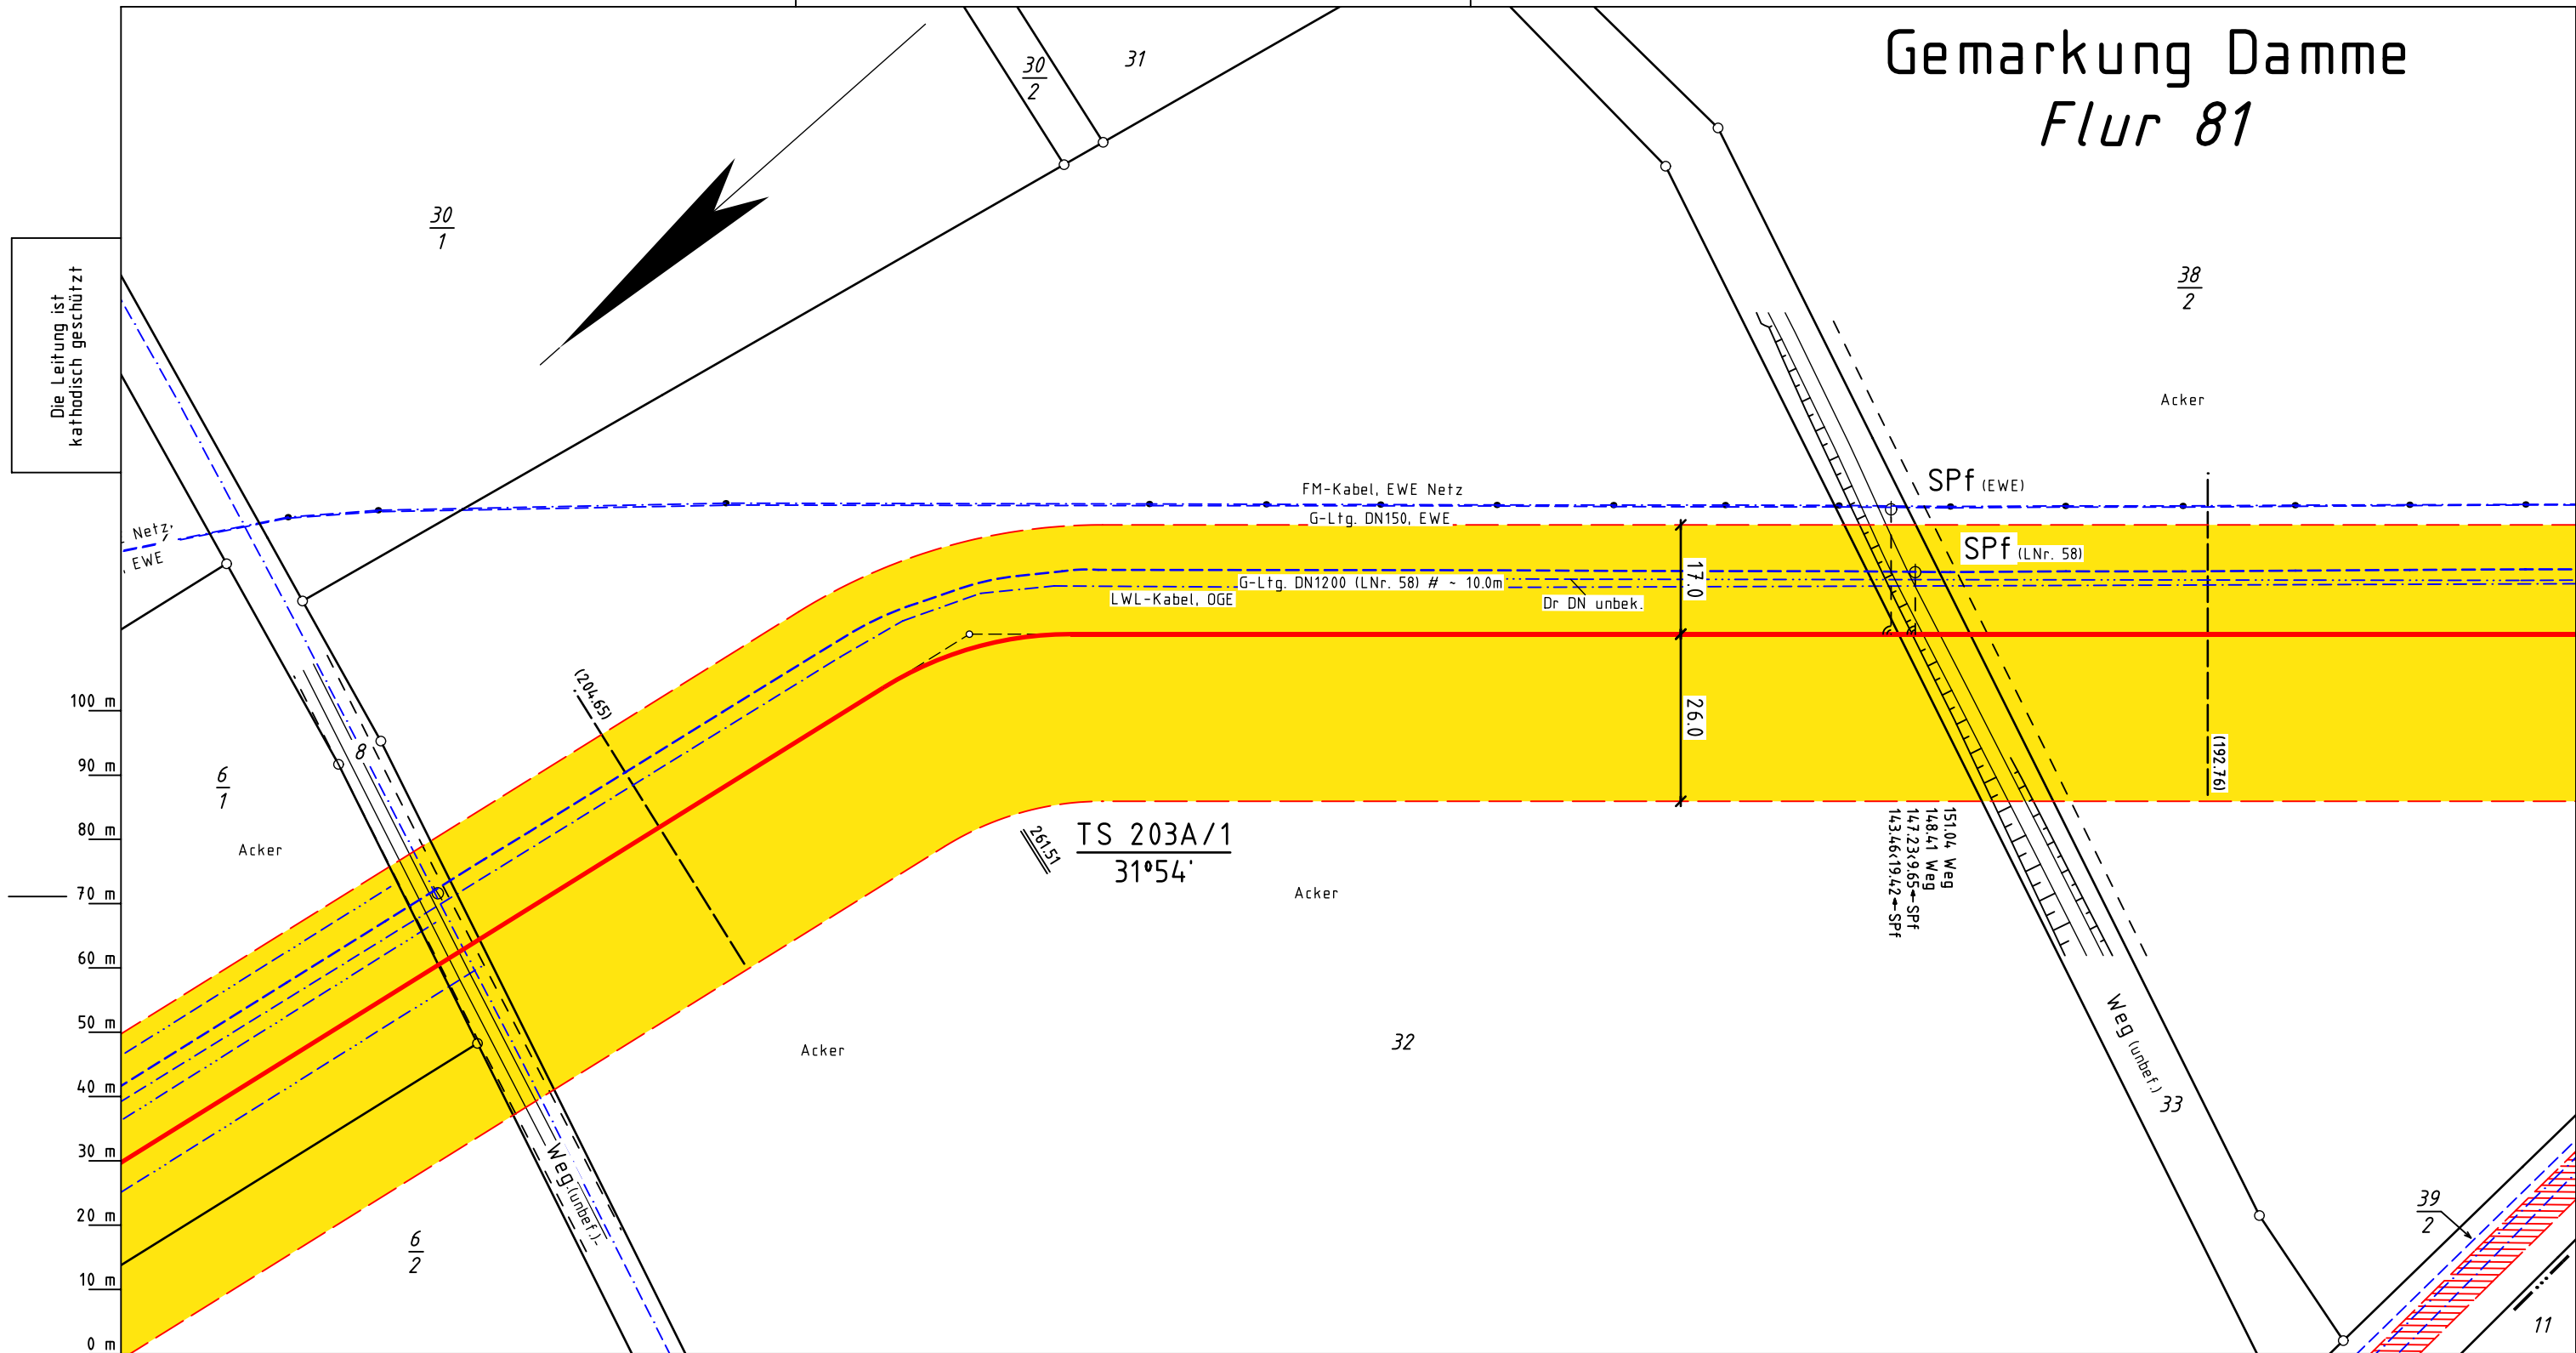 Gemarkung Damme
Flur 81
30
2
31
30
1
38
2
Die Leitung ist
kathodisch geschützt
Acker
SPf (EWE)
FM-Kabel, EWE Netz
G-Ltg. DN150, EWE
Netz,
, EWE
SPf (LNr. 58)
G-Ltg. DN1200 (LNr. 58) # ~ 10.0m
LWL-Kabel, OGE
Dr DN unbek.
17.0
26.0
(204.65)
(192.76)
8
6
1
Acker
261.51
TS 203A/1
31°54'
Acker
151.04 Weg
148.41 Weg
147.23(9.65←SPf
143.46(19.42←SPf
100 m
90 m
80 m
70 m
60 m
50 m
40 m
30 m
20 m
10 m
0 m
Acker
32
Weg (unbef.)
33
Weg (unbef.)
6
2
39
2
11